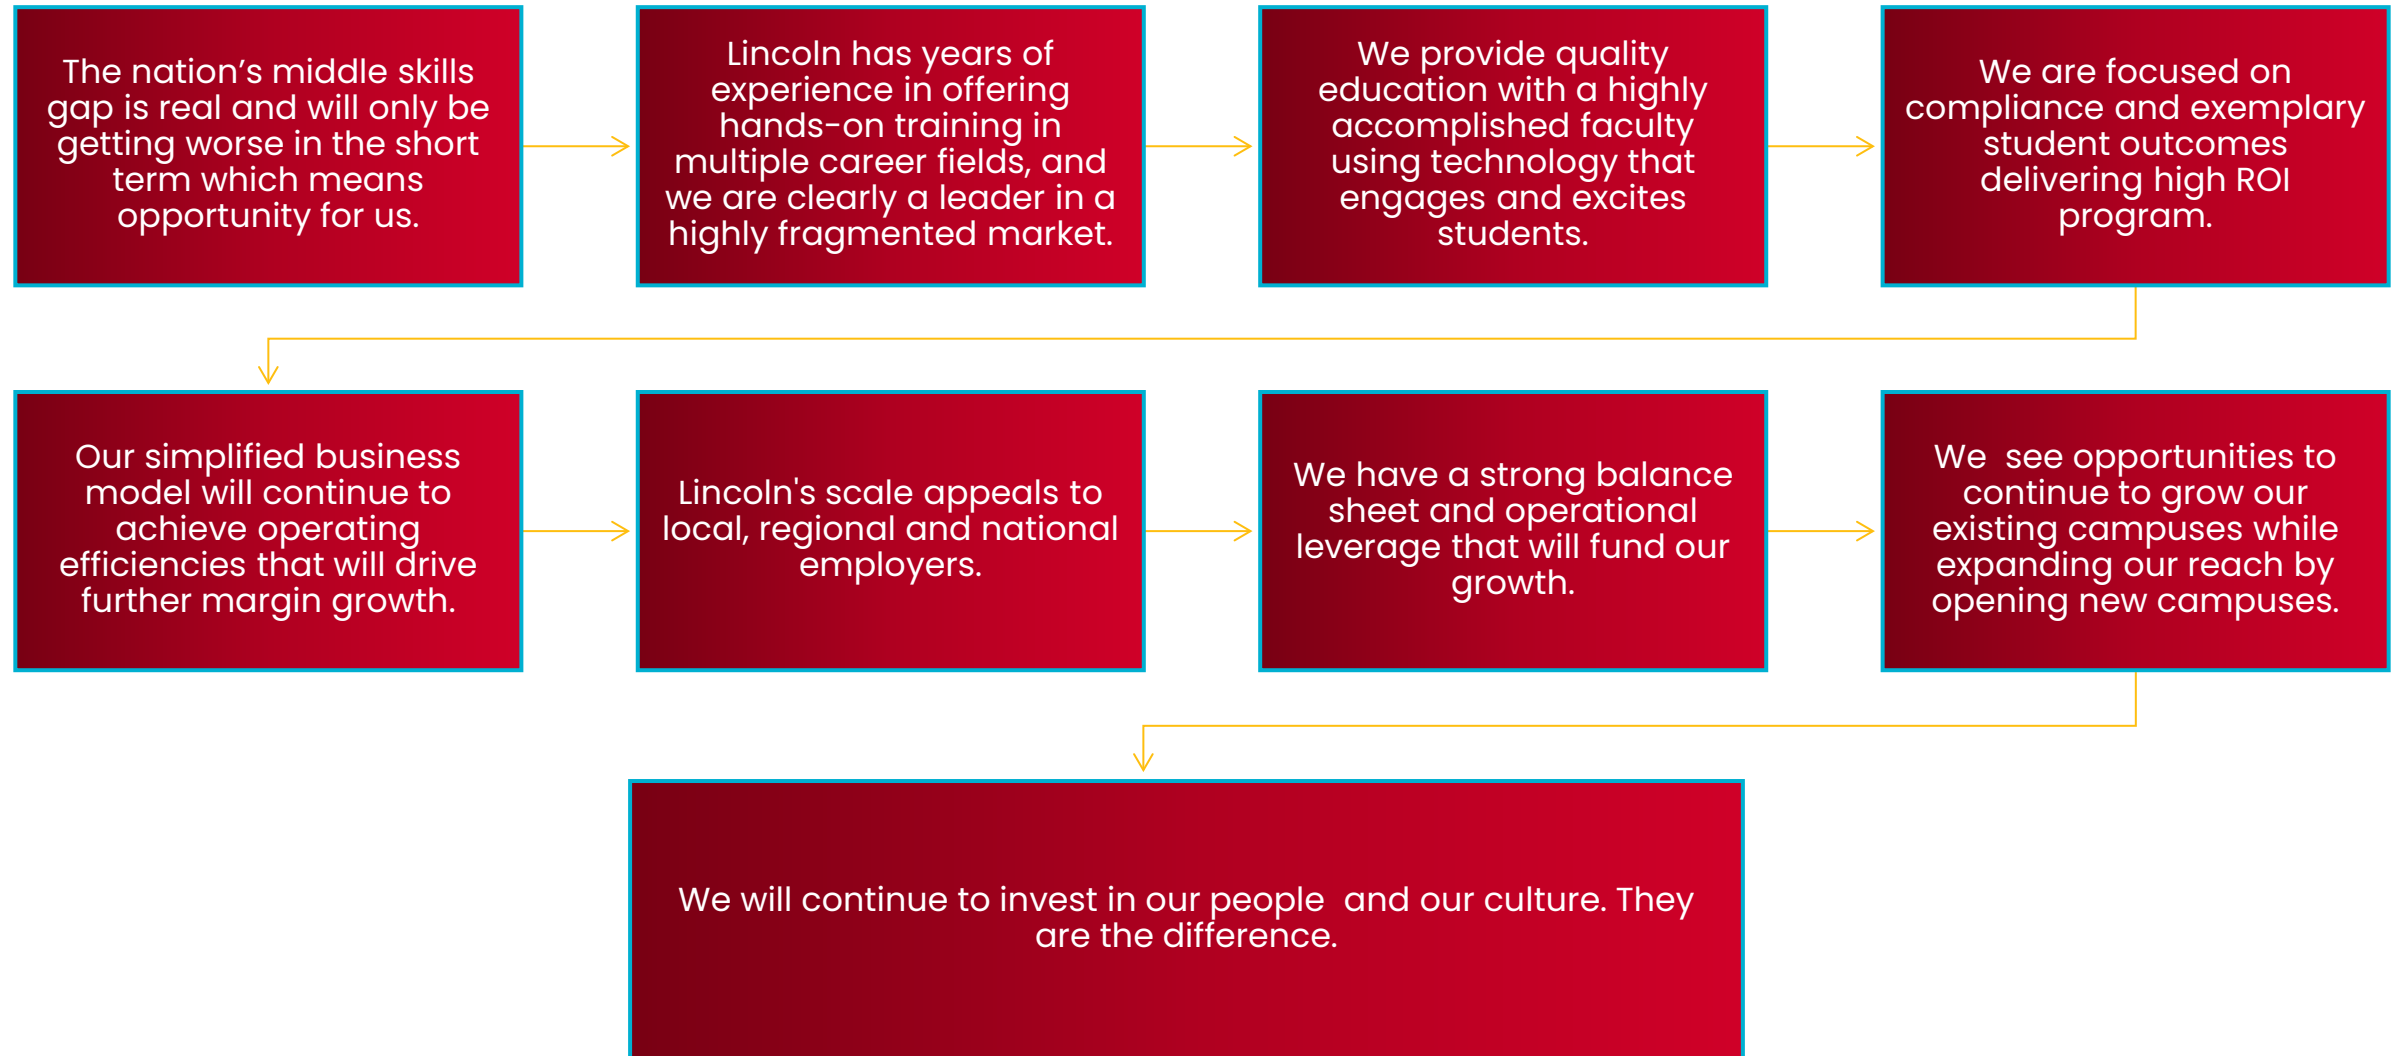 The nation’s middle skills
gap is real and will only be
getting worse in the short
term which means
opportunity for us.
Lincoln has years of
experience in offering
hands-on training in
multiple career fields, and
we are clearly a leader in a
highly fragmented market.
We provide quality
education with a highly
accomplished faculty
using technology that
engages and excites
students.
We are focused on
compliance and exemplary
student outcomes
delivering high ROI
program.
Our simplified business
model will continue to
achieve operating
efficiencies that will drive
further margin growth.
Lincoln's scale appeals to
local, regional and national
employers.
We have a strong balance
sheet and operational
leverage that will fund our
growth.
We  see opportunities to
continue to grow our
existing campuses while
expanding our reach by
opening new campuses.
We will continue to invest in our people  and our culture. They
are the difference.